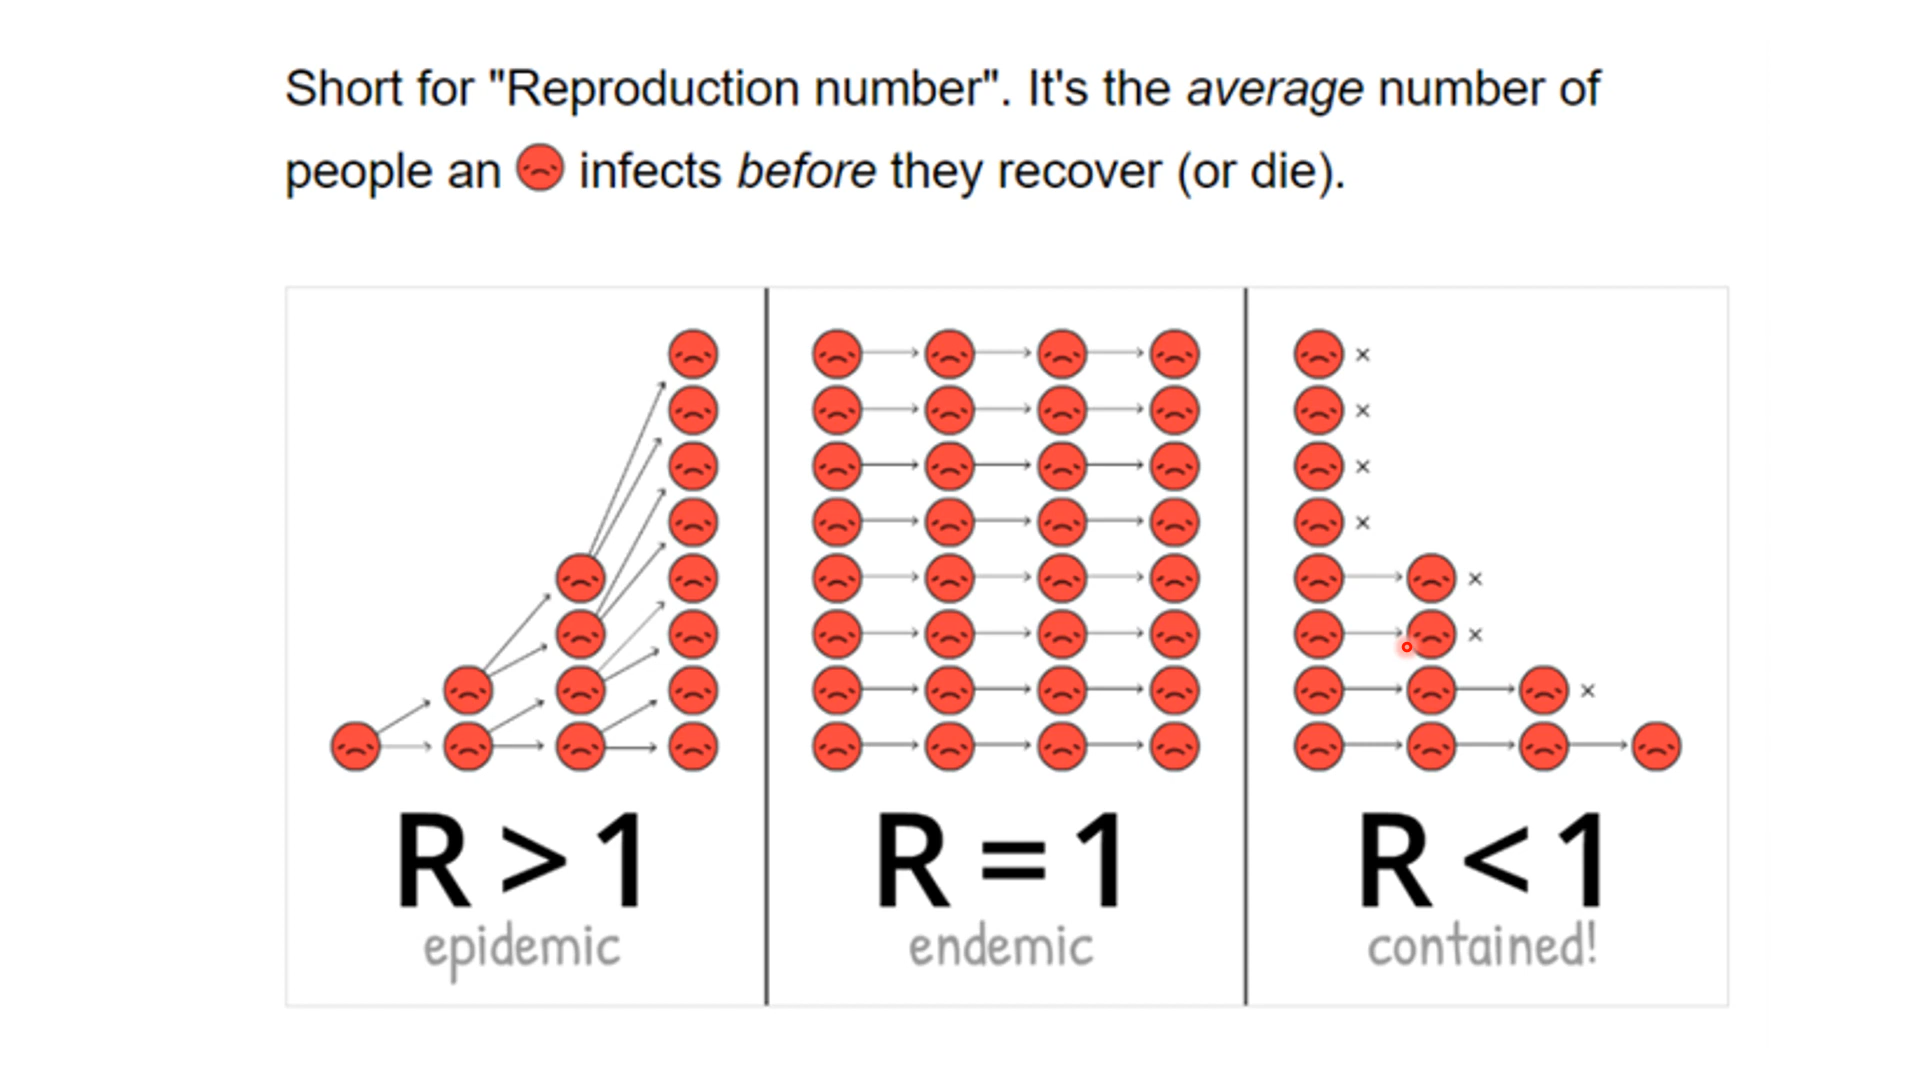 Short for "Reproduction number". It's the average number of
people an infects before they recover (or die).
R > 1
epidemic
R = 1
endemic
R < 1
contained!